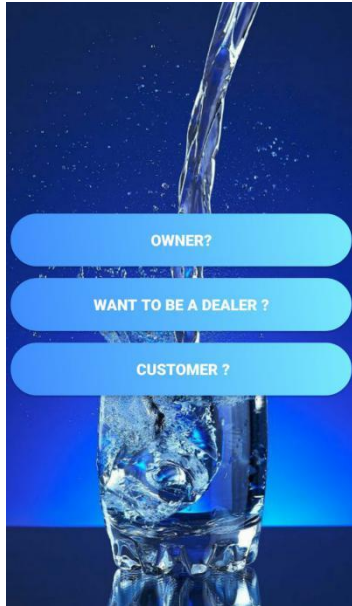 OWNER?
WANT TO BE A DEALER ?
CUSTOMER ?